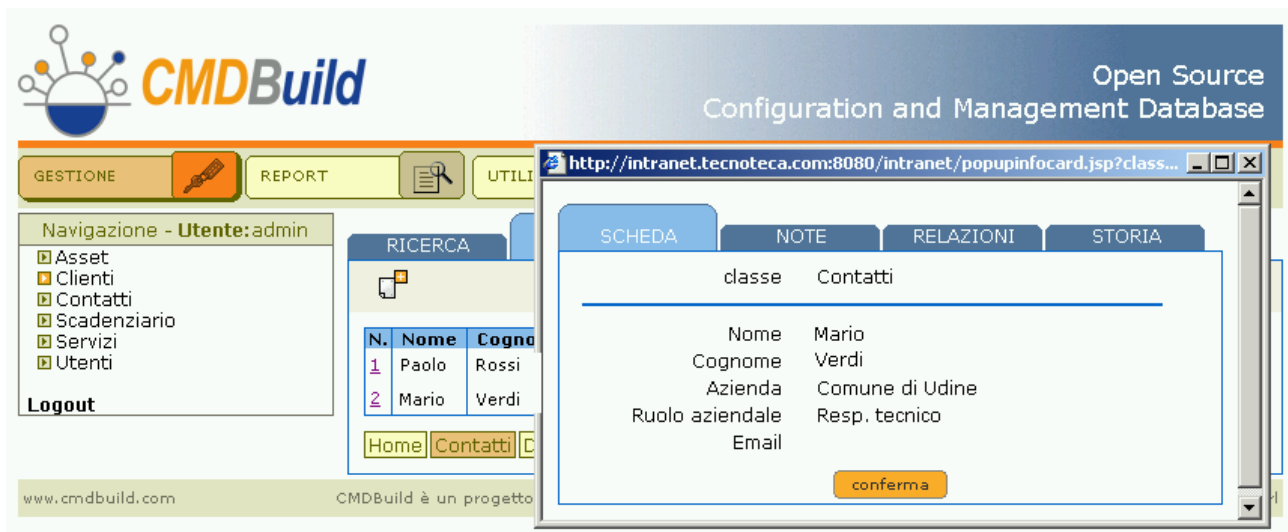 CMDBuild
Open Source
Configuration and Management Database
GESTIONE
REPORT
UTILI
http://intranet.tecnoteca.com:8080/intranet/popupinfocard.jsp?class...
Navigazione - Utente:admin
Asset
Clienti
Contatti
Scadenziario
Servizi
Utenti
Logout
RICERCA
N. Nome Cogno
1 Paolo Rossi
2 Mario Verdi
Home Contatti D
SCHEDA NOTE RELAZIONI STORIA
classe Contatti
Nome Mario
Cognome Verdi
Azienda Comune di Udine
Ruolo aziendale Resp. tecnico
Email
conferma
www.cmdbuild.com
CMDBuild è un progetto